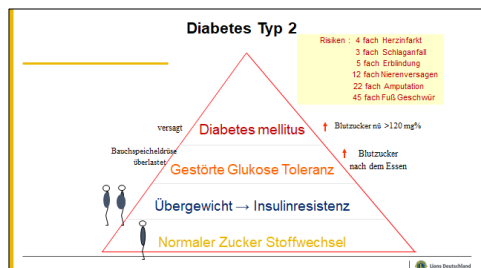 Diabetes Typ 2
Risiken : 4 fach Herzinfarkt
3 fach Schlaganfall
5 fach Erblindung
12 fach Nierenversagen
22 fach Amputation
45 fach Fuß Geschwür
versagt
Diabetes mellitus
Blutzucker nü >120 mg%
Bauchspeicheldrüse
überlastet
Gestörte Glukose Toleranz
Blutzucker
nach dem Essen
Übergewicht → Insulinresistenz
Normaler Zucker Stoffwechsel
Lions Deutschland